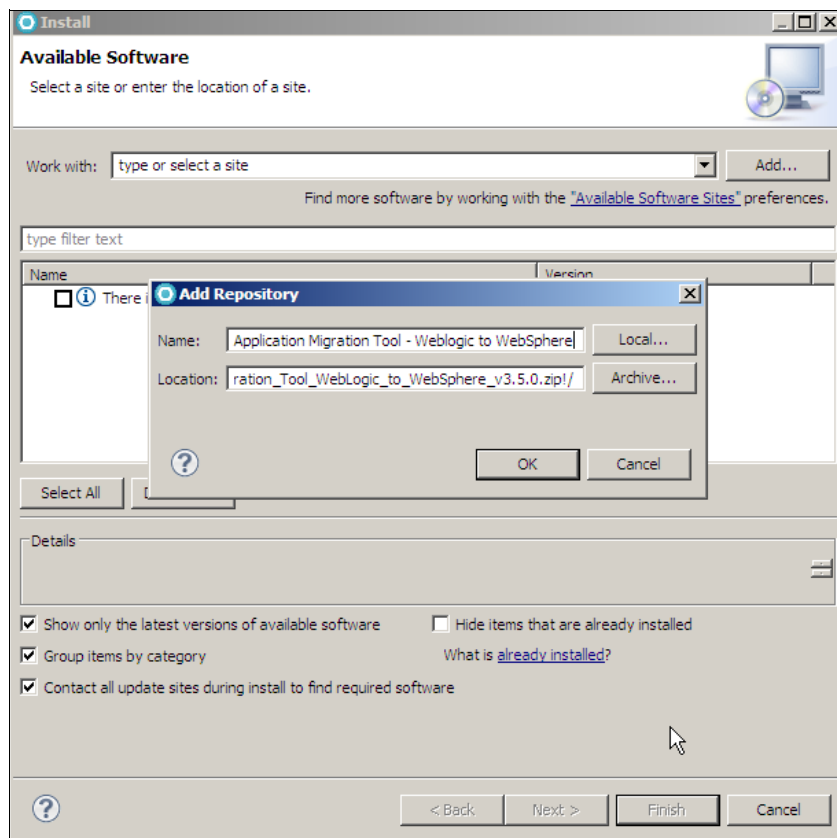 Install
Available Software
Select a site or enter the location of a site.
Work with: type or select a site Add...
Find more software by working with the "Available Software Sites" preferences.
type filter text
Name Version
There i
Add Repository
Name: Application Migration Tool - Weblogic to WebSphere Local...
Location: ration_Tool_WebLogic_to_WebSphere_v3.5.0.zip!/ Archive...
? OK Cancel
Select All D
Details
Show only the latest versions of available software Hide items that are already installed
Group items by category What is already installed?
Contact all update sites during install to find required software
? < Back Next > Finish Cancel